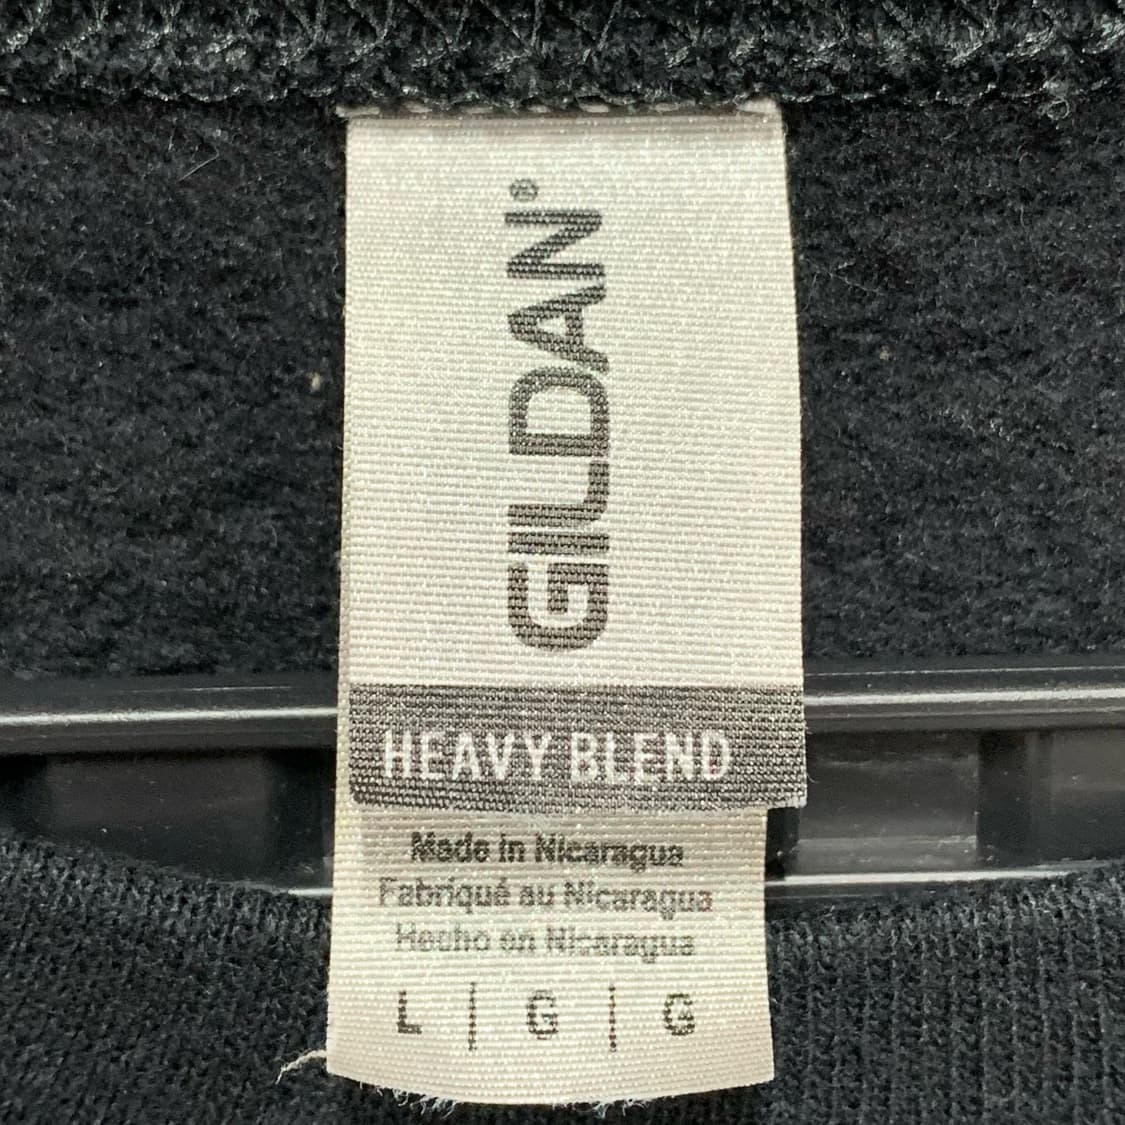 GILDAN®
HEAVY BLEND
Made in Nicaragua
Fabriqué au Nicaragua
Hecho en Nicaragua
L | G | G